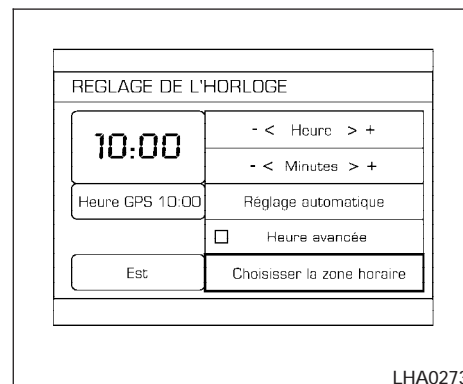 REGLAGE DE L'HORLOGE
10:00
- < Heure > +
- < Minutes > +
Heure GPS 10:00
Réglage automatique
Heure avancée
Est
Choisisser la zone horaire
LHA0273